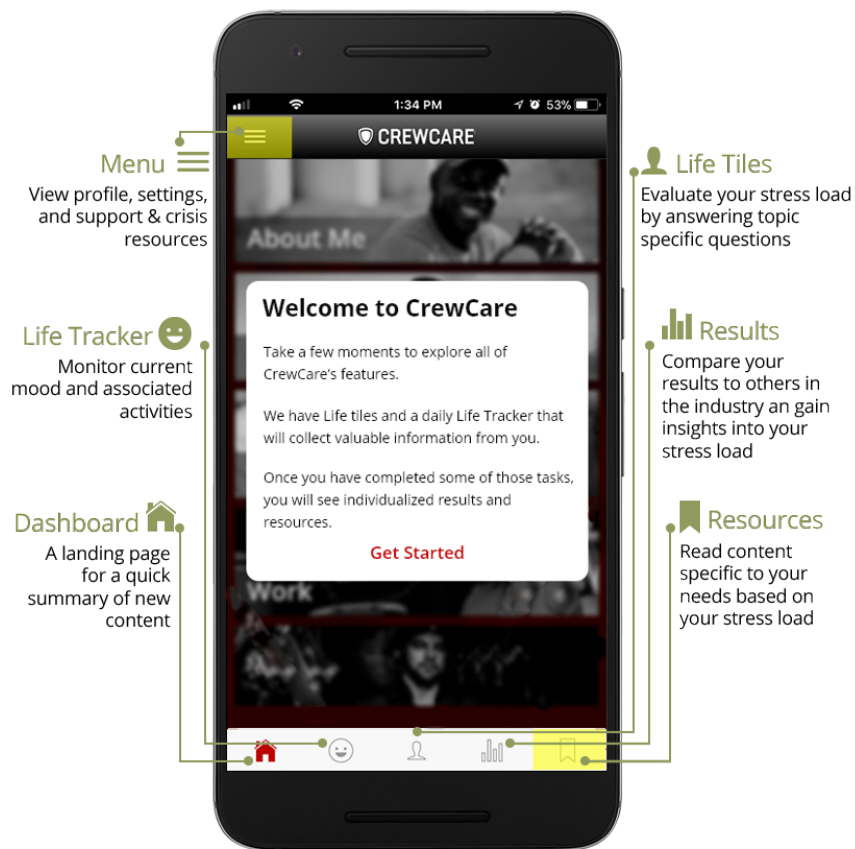 1:34 PM
53%
CREWCARE
Menu
View profile, settings,
and support & crisis
resources
Life Tracker
Monitor current
mood and associated
activities
Dashboard
A landing page
for a quick
summary of new
content
About Me
Welcome to CrewCare
Take a few moments to explore all of
CrewCare's features.
We have Life tiles and a daily Life Tracker that
will collect valuable information from you.
Once you have completed some of those tasks,
you will see individualized results and
resources.
Get Started
Work
Life Tiles
Evaluate your stress load
by answering topic
specific questions
Results
Compare your
results to others in
the industry an gain
insights into your
stress load
Resources
Read content
specific to your
needs based on
your stress load